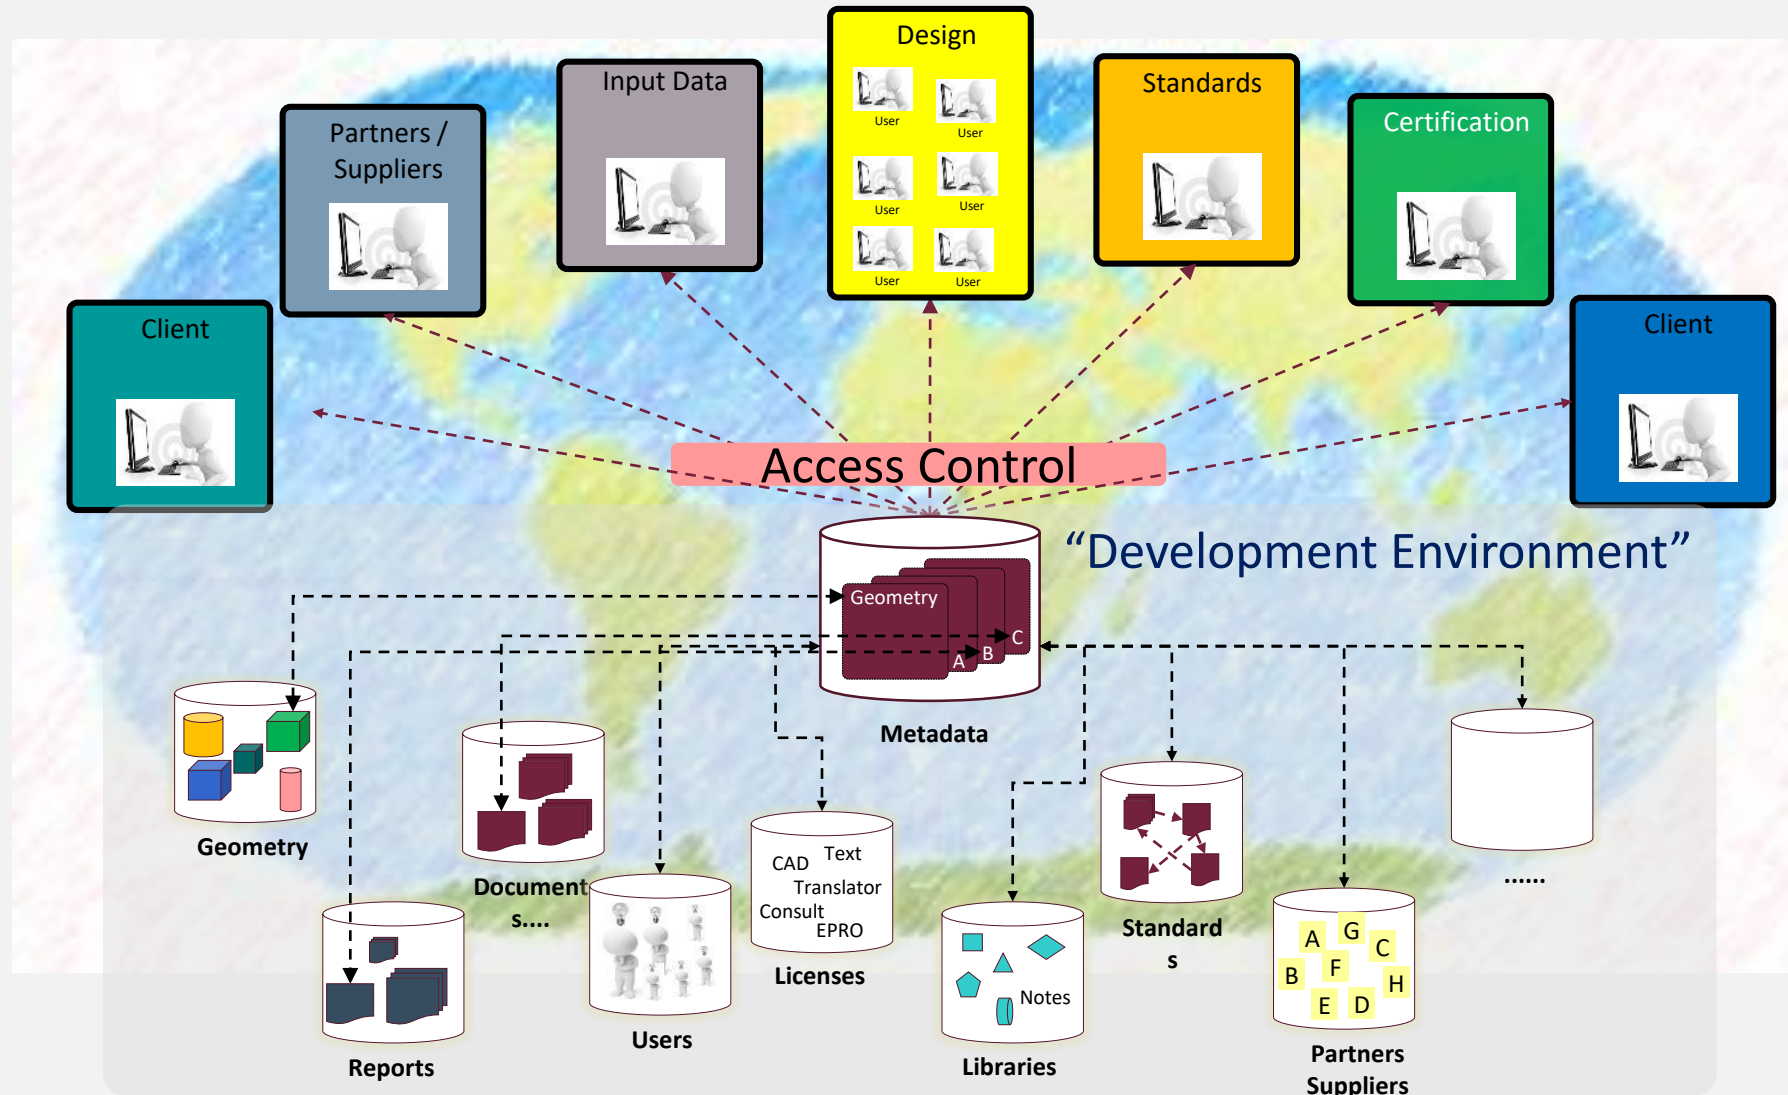 Design
User
User
User
User
User
User
Input Data
Standards
Partners /
Suppliers
Certification
Client
Client
Access Control
“Development Environment”
Geometry
A
B
C
Metadata
Geometry
Document
s....
Reports
Users
CAD
Text
Translator
Consult
EPRO
Licenses
Notes
Libraries
Standard
s
A
G
C
B
F
H
E
D
Partners
Suppliers
......